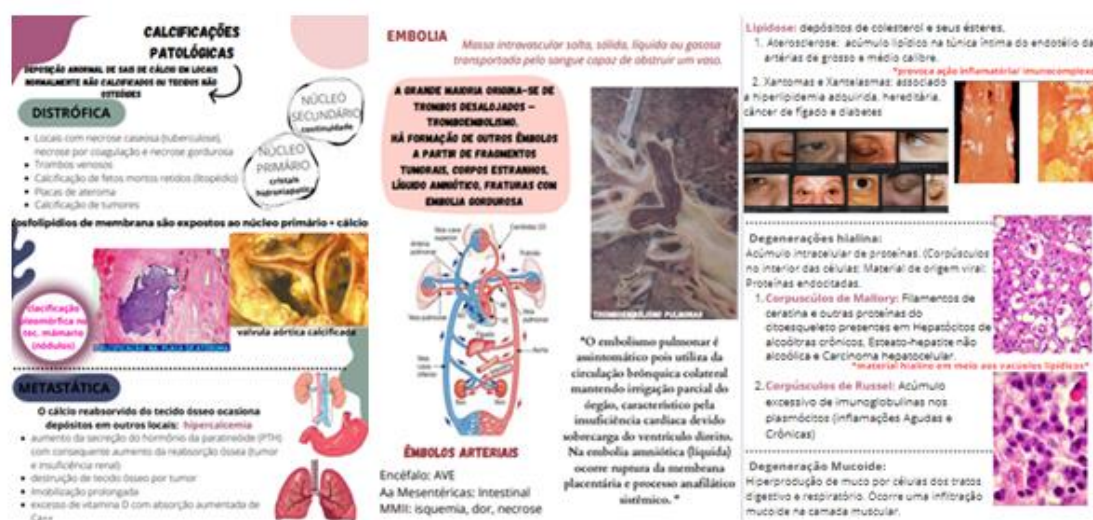 CALCIFICAÇÕES
PATOLÓGICAS
DEPOSIÇÃO ANORMAL DE SAIS DE CÁLCIO EM LOCAIS
NORMALMENTE NÃO CALCIFICADOS OU TECIDOS NÃO
OSTEÓIDES
DISTRÓFICA
NÚCLEO
SECUNDÁRIO
continuidade
NÚCLEO
PRIMÁRIO
cristais
Locais com necrose caseosa (tuberculose),
necrose por coagulação e necrose gordurosa
Trombos venosos
Calcificação de fetos mortos retidos (litopédio)
Placas de ateroma
Calcificação de tumores
osfolipídios de membrana são expostos ao núcleo primário + cálcio
(nódulos)
valvula aórtica calcificada
METASTÁTICA
O cálcio reabsorvido do tecido ósseo ocasiona
depósitos em outros locais: hipercalcemia
aumento da secreção do hormônio da paratireóide (PTH)
com consequente aumento da reabsorção óssea (tumor
e insuficiência renal)
destruição de tecido ósseo por tumor
Imobilização prolongada
excesso de vitamina D com absorção aumentada de
EMBOLIA
Massa intravascular solta, sólida, líquida ou gasosa
transportada pelo sangue capaz de obstruir um vaso.
A GRANDE MAIORIA ORIGINA-SE DE
TROMBOS DESALOJADOS –
TROMBOEMBOLISMO.
HÁ FORMAÇÃO DE OUTROS ÊMBOLOS
A PARTIR DE FRAGMENTOS
TUMORAIS, CORPOS ESTRANHOS,
LÍQUIDO AMNIÓTICO, FRATURAS COM
EMBOLIA GORDUROSA
TROMBOEMBOLISMO PULMONAR
ÊMBOLOS ARTERIAIS
Encéfalo: AVE
Aa Mesentéricas: Intestinal
MMII: isquemia, dor, necrose
"O embolismo pulmonar é
assintomático pois utiliza da
circulação brônquica colateral
mantendo irrigação parcial do
órgão, característico pela
insuficiência cardíaca devido
sobrecarga do ventrículo direito.
Na embolia amniótica (líquida)
ocorre ruptura da membrana
placentária e processo anafilático
sistêmico. "
Lipidose: depósitos de colesterol e seus ésteres.
1. Aterosclerose: acúmulo lipídico na túnica íntima do endotélio da
artérias de grosso e médio calibre.
*provoca ação inflamatória/ imunocomplexo
2. Xantomas e Xantelasmas: associado
a hiperlipidemia adquirida, hereditária,
câncer de fígado e diabetes
Degenerações hialina:
Acúmulo intracelular de proteínas. (Corpúsculos
no interior das células; Material de origem viral;
Proteínas endocitadas.
1. Corpuscúlos de Mallory: Filamentos de
ceratina e outras proteínas do
citoesqueleto presentes em Hepatócitos de
alcoólatras crônicos, Esteato-hepatite não
alcoólica e Carcinoma hepatocelular.
*material hialino em meio aos vacúolos lipídicos*
2. Corpúsculos de Russel: Acúmulo
excessivo de imunoglobulinas nos
plasmócitos (inflamações Agudas e
Crônicas)
Degeneração Mucoide:
Hiperprodução de muco por células dos tratos
digestivo e respiratório. Ocorre uma infiltração
mucoide na camada muscular.